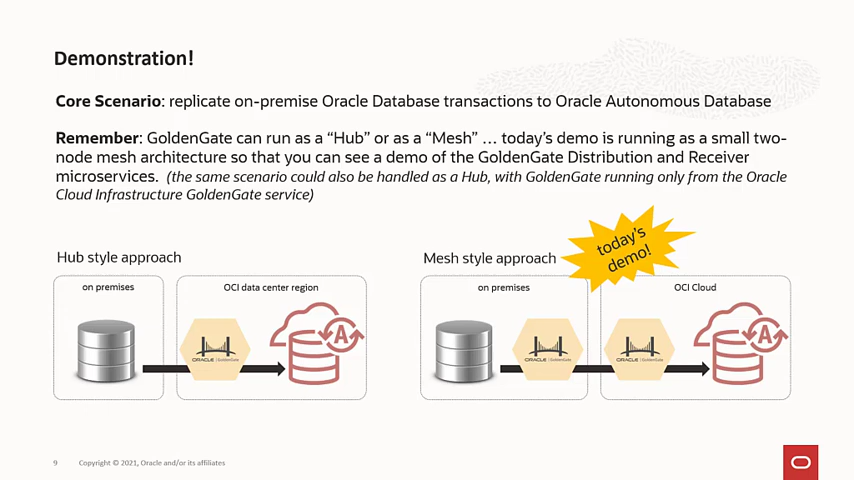 Demonstration!
Core Scenario: replicate on-premise Oracle Database transactions to Oracle Autonomous Database
Remember: GoldenGate can run as a “Hub” or as a “Mesh” … today’s demo is running as a small two-
node mesh architecture so that you can see a demo of the GoldenGate Distribution and Receiver
microservices. (the same scenario could also be handled as a Hub, with GoldenGate running only from the Oracle
Cloud Infrastructure GoldenGate service)
Hub style approach
on premises
OCI data center region
ORACLE GoldenGate
A
Mesh style approach
today’s
demo!
on premises
OCI Cloud
ORACLE GoldenGate
ORACLE GoldenGate
A
9
Copyright © 2021, Oracle and/or its affiliates